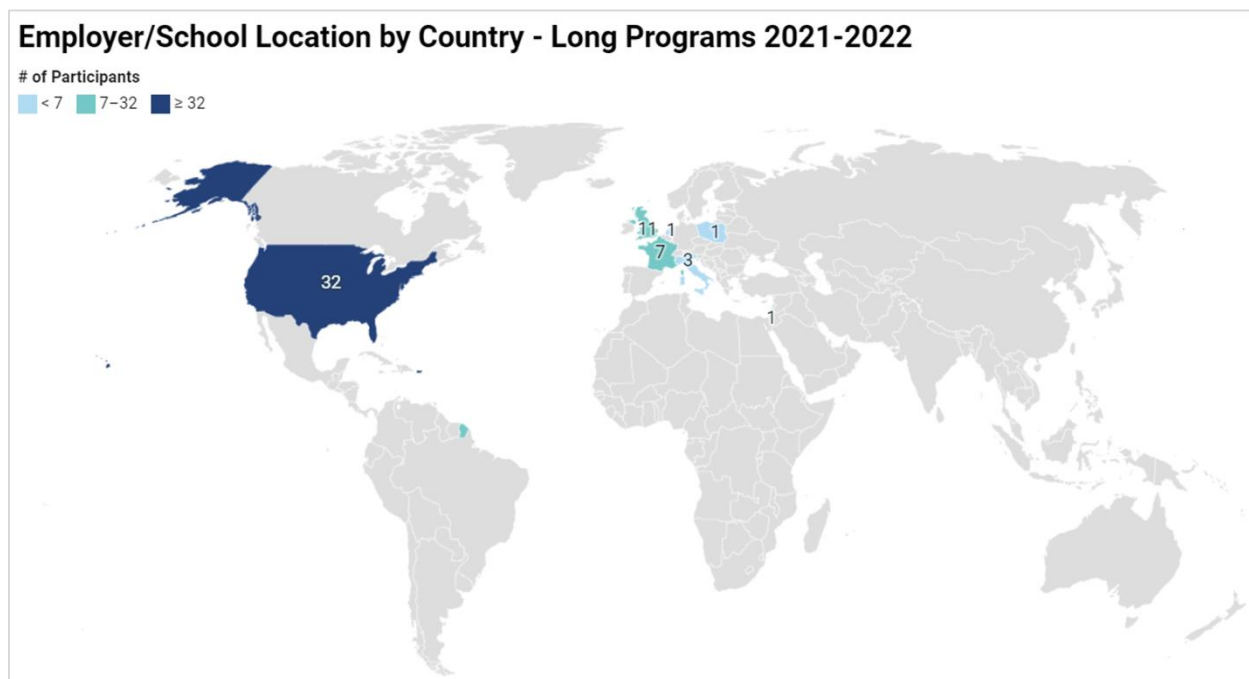 Employer/School Location by Country - Long Programs 2021-2022
# of Participants
< 7 7–32 ≥ 32
11 1 1
7
3
32
1